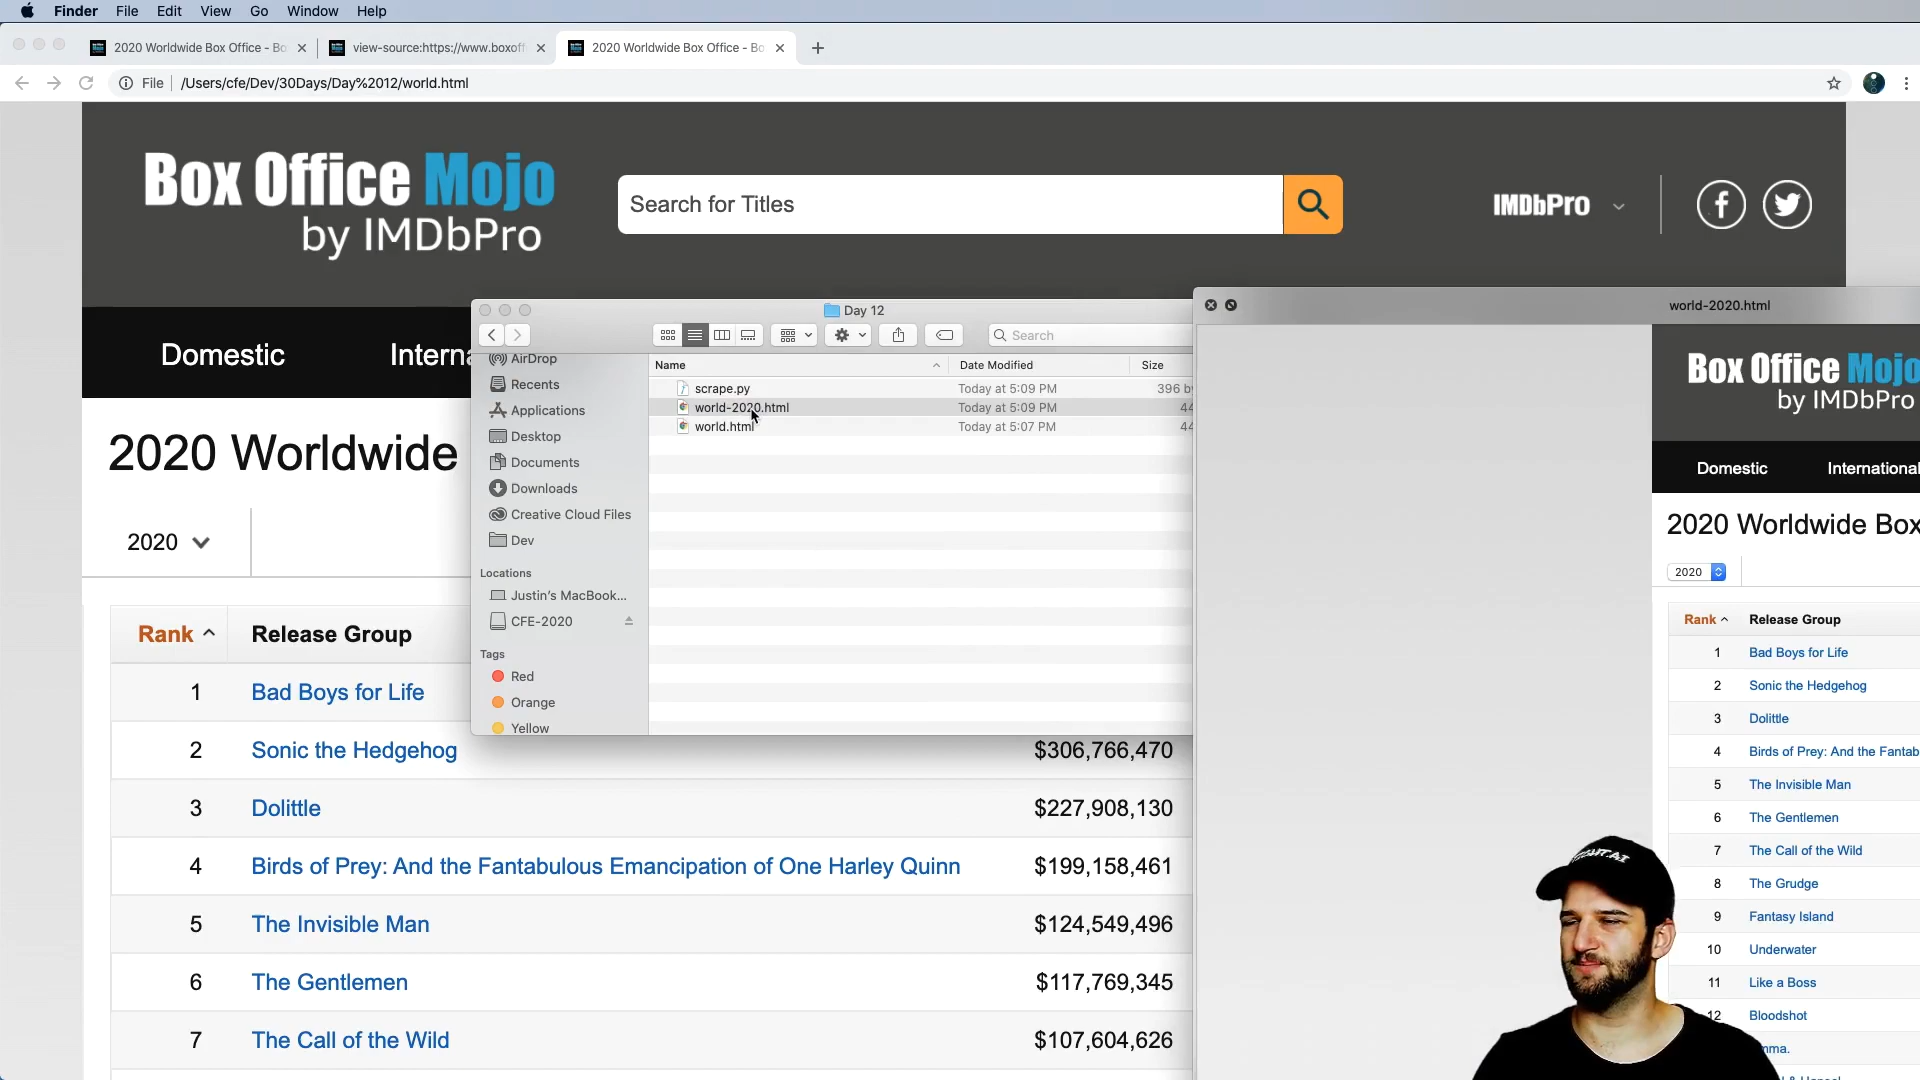 Finder File Edit View Go Window Help
2020 Worldwide Box Office - Bo
view-source:https://www.boxoff
2020 Worldwide Box Office - Bo
File /Users/cfe/Dev/30Days/Day%2012/world.html
Box Office Mojo
by IMDbPro
Search for Titles
IMDbPro
Domestic
Interna
2020 Worldwide
2020
Rank Release Group
1 Bad Boys for Life
2 Sonic the Hedgehog $306,766,470
3 Dolittle $227,908,130
4 Birds of Prey: And the Fantabulous Emancipation of One Harley Quinn $199,158,461
5 The Invisible Man $124,549,496
6 The Gentlemen $117,769,345
7 The Call of the Wild $107,604,626
Day 12
Search
AirDrop
Recents
Applications
Desktop
Documents
Downloads
Creative Cloud Files
Dev
Locations
Justin's MacBook...
CFE-2020
Tags
Red
Orange
Yellow
Name Date Modified Size
scrape.py Today at 5:09 PM 396 by
world-2020.html Today at 5:09 PM 44
world.html Today at 5:07 PM 44
world-2020.html
Box Office Mojo
by IMDbPro
Domestic International
2020 Worldwide Box
2020
Rank Release Group
1 Bad Boys for Life
2 Sonic the Hedgehog
3 Dolittle
4 Birds of Prey: And the Fantab
5 The Invisible Man
6 The Gentlemen
7 The Call of the Wild
8 The Grudge
9 Fantasy Island
10 Underwater
11 Like a Boss
12 Bloodshot
mma.